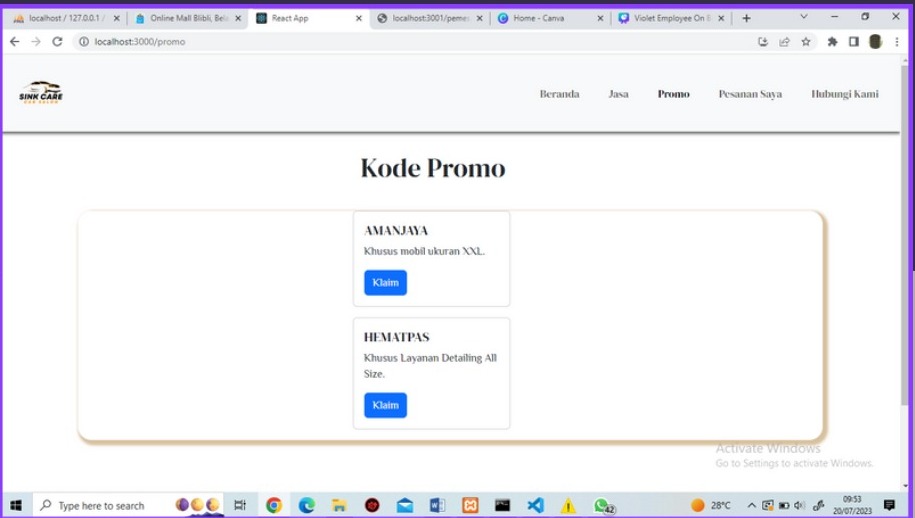 localhost / 127.0.0.1 /
Online Mall Blibli, Bel
React App
localhost:3001/peme
Home - Canva
Violet Employee On B
localhost:3000/promo
SINK CARE
CAR SALON
Beranda
Jasa
Promo
Pesanan Saya
Hubungi Kami
Kode Promo
AMANJAYA
Khusus mobil ukuran XXL.
Klaim
HEMATPAS
Khusus Layanan Detailing All
Size.
Klaim
Activate Windows
Go to Settings to activate Windows.
Type here to search
42
28°C
09:53
20/07/2023